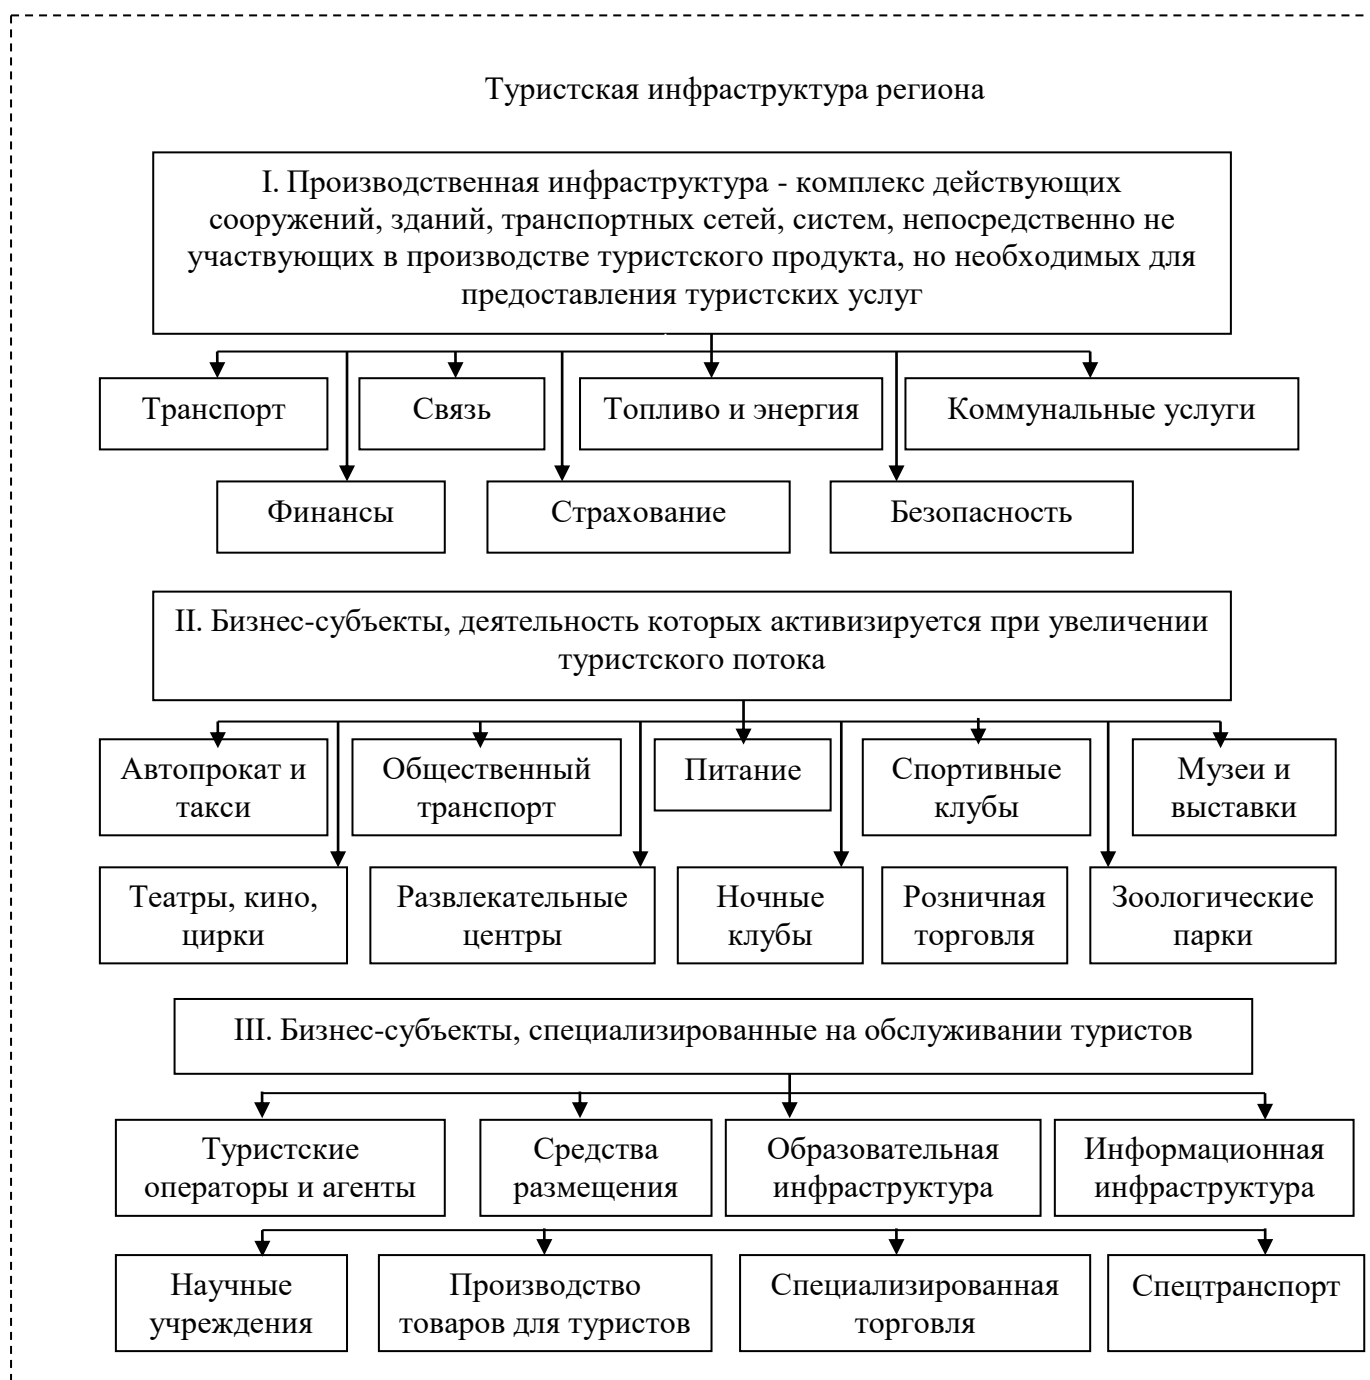 Туристская инфраструктура региона
I. Производственная инфраструктура - комплекс действующих
сооружений, зданий, транспортных сетей, систем, непосредственно не
участвующих в производстве туристского продукта, но необходимых для
предоставления туристских услуг
Транспорт
Связь
Топливо и энергия
Коммунальные услуги
Финансы
Страхование
Безопасность
II. Бизнес-субъекты, деятельность которых активизируется при увеличении
туристского потока
Автопрокат и
такси
Общественный
транспорт
Питание
Спортивные
клубы
Музеи и
выставки
Театры, кино,
цирки
Развлекательные
центры
Ночные
клубы
Розничная
торговля
Зоологические
парки
III. Бизнес-субъекты, специализированные на обслуживании туристов
Туристские
операторы и агенты
Средства
размещения
Образовательная
инфраструктура
Информационная
инфраструктура
Научные
учреждения
Производство
товаров для туристов
Специализированная
торговля
Спецтранспорт